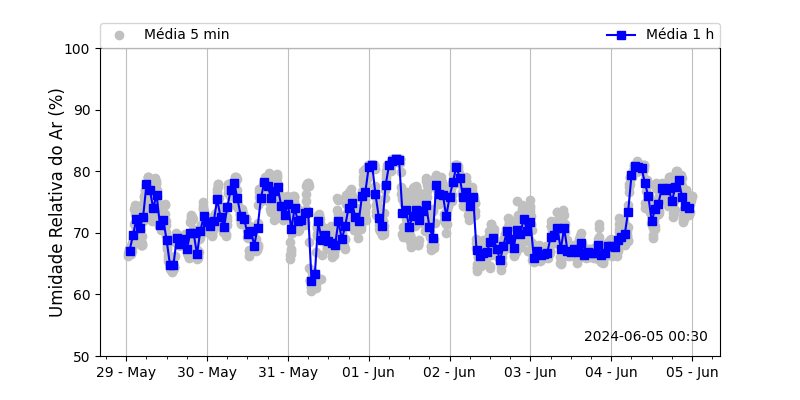 Média 5 min
Média 1 h
100
90
80
70
60
50
Umidade Relativa do Ar (%)
2024-06-05 00:30
29 - May
30 - May
31 - May
01 - Jun
02 - Jun
03 - Jun
04 - Jun
05 - Jun